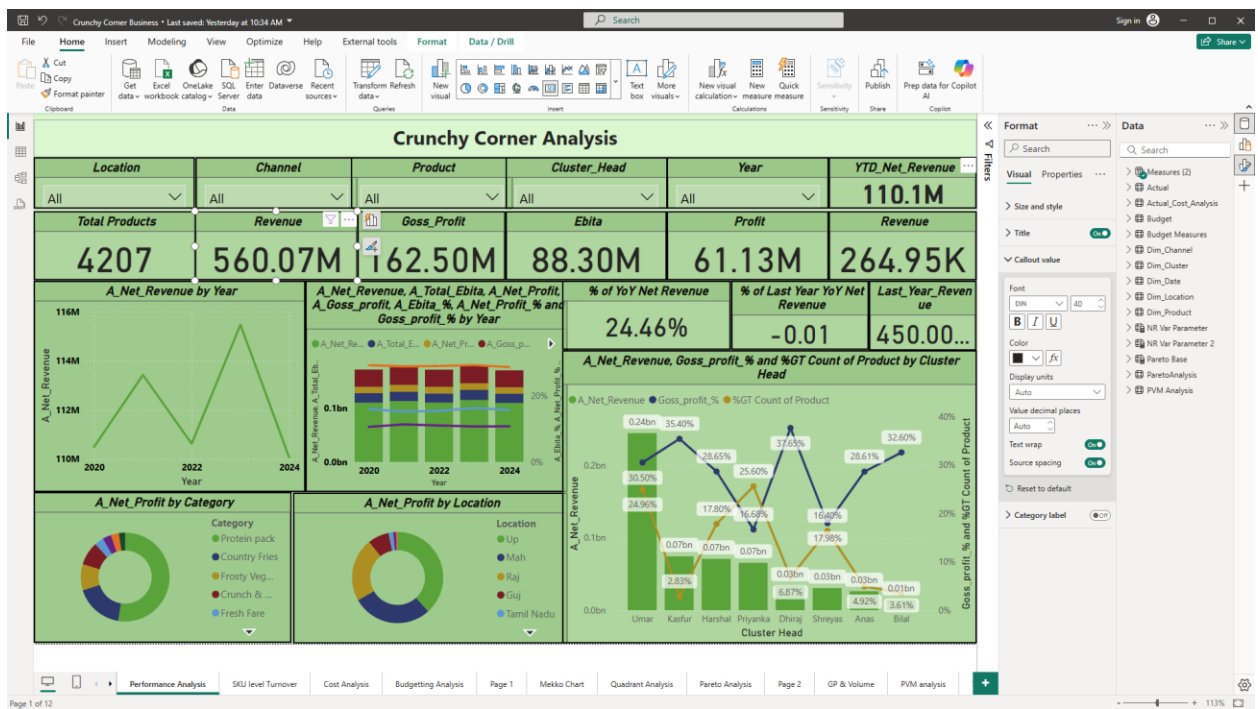 Crunchy Corner Business • Last saved: Yesterday at 10:34 AM
Search
Sign in
File Home Insert Modeling View Optimize Help External tools Format Data / Drill
Share
Paste
Cut
Copy
Format painter
Clipboard
Get data
Excel workbook
OneLake catalog
SQL Server
Enter data
Dataverse
Recent sources
Data
Transform data
Refresh
Queries
New visual
Text box
More visuals
Insert
New visual calculation
New measure
Quick measure
Calculations
Sensitivity
Sensitivity
Publish
Share
Prep data for AI
Copilot
Copilot
Crunchy Corner Analysis
Location
All
Channel
All
Product
All
Cluster_Head
All
Year
All
YTD_Net_Revenue
110.1M
Total Products
4207
Revenue
560.07M
Goss_Profit
162.50M
Ebita
88.30M
Profit
61.13M
Revenue
264.95K
A_Net_Revenue by Year
A_Net_Revenue
116M
114M
112M
110M
2020 2022 2024
Year
A_Net_Revenue, A_Total_Ebita, A_Net_Profit,
A_Goss_profit, A_Ebita_%, A_Net_Profit_% and
Goss_profit_% by Year
A_Net_Re... A_Total_E... A_Net_Pr... A_Goss_p...
A_Net_Revenue, A_Total_Eb...
0.1bn
0.0bn
20%
0%
A_Ebita_%, A_Net_Profit_%...
2020 2022 2024
Year
% of YoY Net Revenue
24.46%
% of Last Year YoY Net
Revenue
-0.01
Last_Year_Reven
ue
450.00...
A_Net_Revenue, Goss_profit_% and %GT Count of Product by Cluster
Head
A_Net_Revenue Goss_profit_% %GT Count of Product
A_Net_Revenue
0.2bn
0.1bn
0.0bn
0.24bn
35.40%
28.65%
37.65%
28.61%
32.60%
30.50%
25.60%
24.96%
17.80%
16.68%
16.40%
17.98%
0.07bn 0.07bn 0.07bn
0.03bn 0.03bn 0.03bn
0.01bn
2.83%
6.87%
4.92%
3.61%
40%
30%
20%
10%
0%
Goss_profit_% and %GT Count of Product
Umar Kasfur Harshal Priyanka Dhiraj Shreyas Anas Bilal
Cluster Head
A_Net_Profit by Category
Category
Protein pack
Country Fries
Frosty Veg...
Crunch & ...
Fresh Fare
A_Net_Profit by Location
Location
Up
Mah
Raj
Guj
Tamil Nadu
Filters
Format
Search
Visual Properties
Size and style
Title
On
Callout value
Font
DIN 40
B I U
Color
fx
Display units
Auto
Value decimal places
Auto
Text wrap
On
Source spacing
On
Reset to default
Category label
Off
Data
Search
Measures (2)
Actual
Actual_Cost_Analysis
Budget
Budget Measures
Dim_Channel
Dim_Cluster
Dim_Date
Dim_Location
Dim_Product
NR Var Parameter
NR Var Parameter 2
Pareto Base
ParetoAnalysis
PVM Analysis
Performance Analysis SKU level Turnover Cost Analysis Budgetting Analysis Page 1 Mekko Chart Quadrant Analysis Pareto Analysis Page 2 GP & Volume PVM analysis
Page 1 of 12
113%